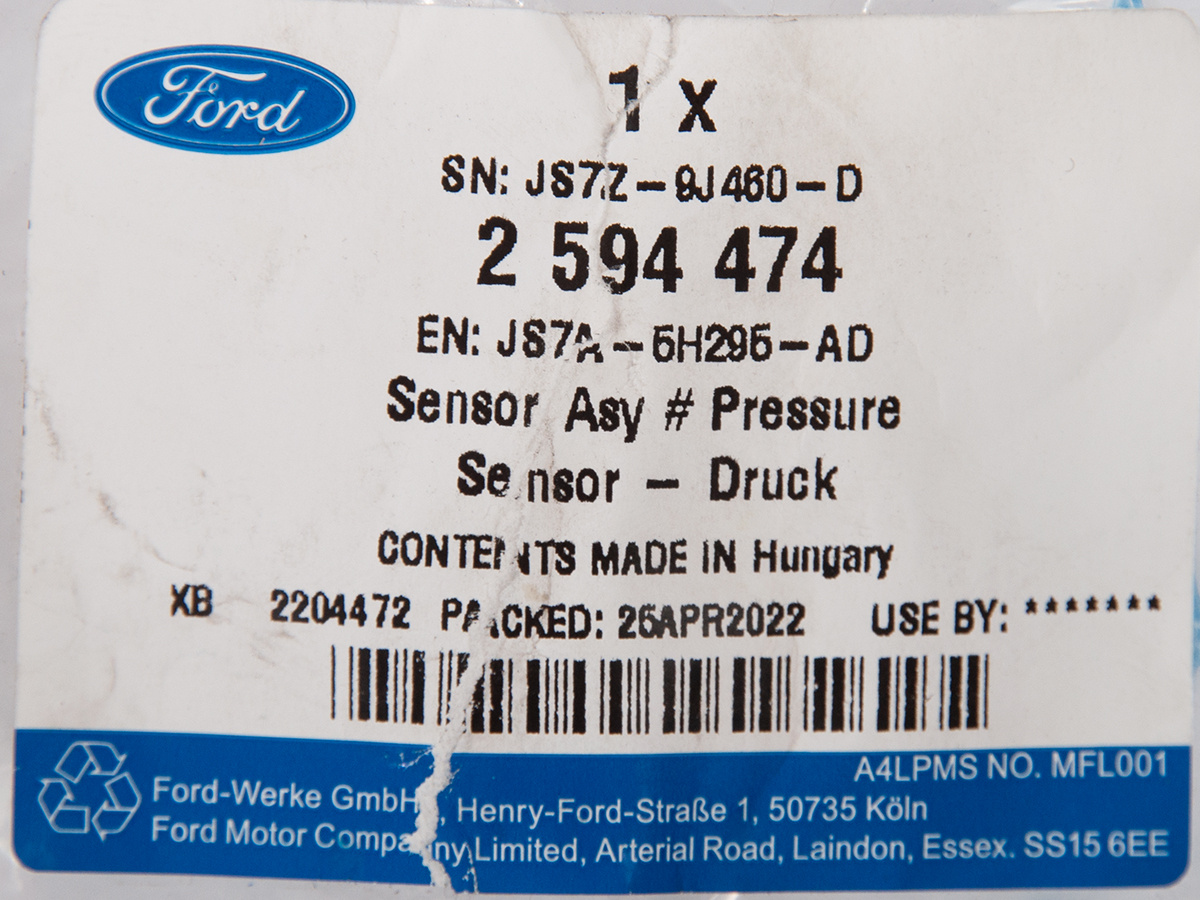 Ford
1 x
SN: JS7Z-9J460-D
2 594 474
EN: JS7A-5H295-AD
Sensor Asy # Pressure
Sensor - Druck
CONTENTS MADE IN Hungary
XB 2204472 PACKED: 26APR2022 USE BY: *******
A4LPMS NO. MFL001
Ford-Werke GmbH, Henry-Ford-Straße 1, 50735 Köln
Ford Motor Company Limited, Arterial Road, Laindon, Essex. SS15 6EE